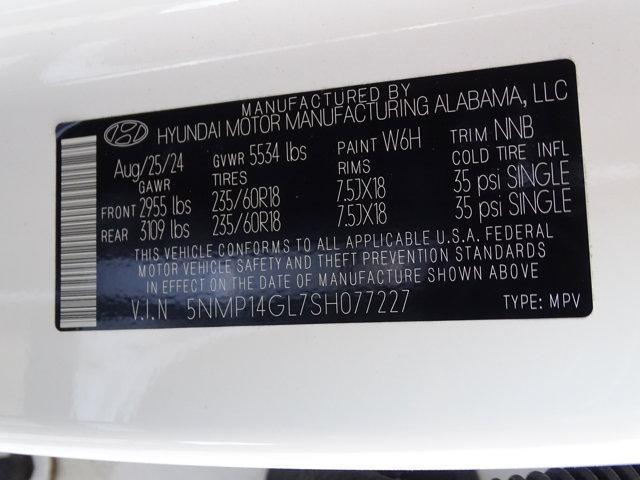 MANUFACTURED BY
HYUNDAI MOTOR MANUFACTURING ALABAMA, LLC
Aug/25/24 GVWR 5534 lbs PAINT W6H TRIM NNB
GAWR TIRES RIMS COLD TIRE INFL
FRONT 2955 lbs 235/60R18 7.5JX18 35 psi SINGLE
REAR 3109 lbs 235/60R18 7.5JX18 35 psi SINGLE
THIS VEHICLE CONFORMS TO ALL APPLICABLE U.S.A. FEDERAL
MOTOR VEHICLE SAFETY AND THEFT PREVENTION STANDARDS
IN EFFECT ON THE DATE OF MANUFACTURE SHOWN ABOVE
V.I.N 5NMP14GL7SH077227 TYPE: MPV